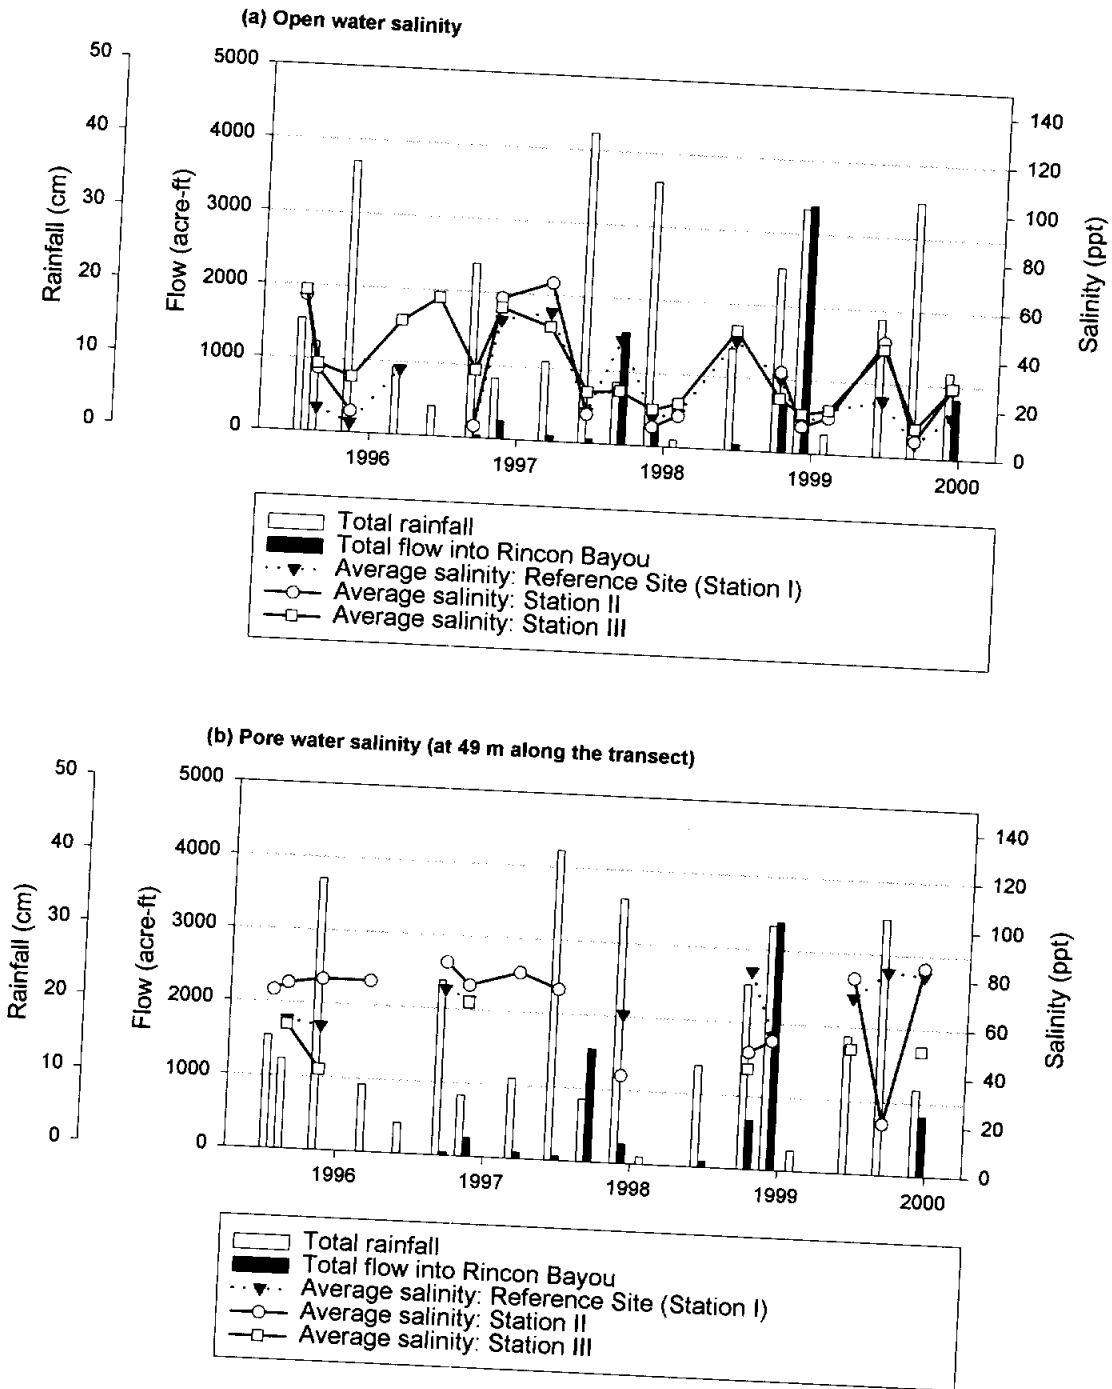 (a) Open water salinity
50
40
30
20
10
0
Rainfall (cm)
5000
4000
3000
2000
1000
0
Flow (acre-ft)
140
120
100
80
60
40
20
0
Salinity (ppt)
1996 1997 1998 1999 2000
Total rainfall
Total flow into Rincon Bayou
Average salinity: Reference Site (Station I)
Average salinity: Station II
Average salinity: Station III
(b) Pore water salinity (at 49 m along the transect)
50
40
30
20
10
0
Rainfall (cm)
5000
4000
3000
2000
1000
0
Flow (acre-ft)
140
120
100
80
60
40
20
0
Salinity (ppt)
1996 1997 1998 1999 2000
Total rainfall
Total flow into Rincon Bayou
Average salinity: Reference Site (Station I)
Average salinity: Station II
Average salinity: Station III